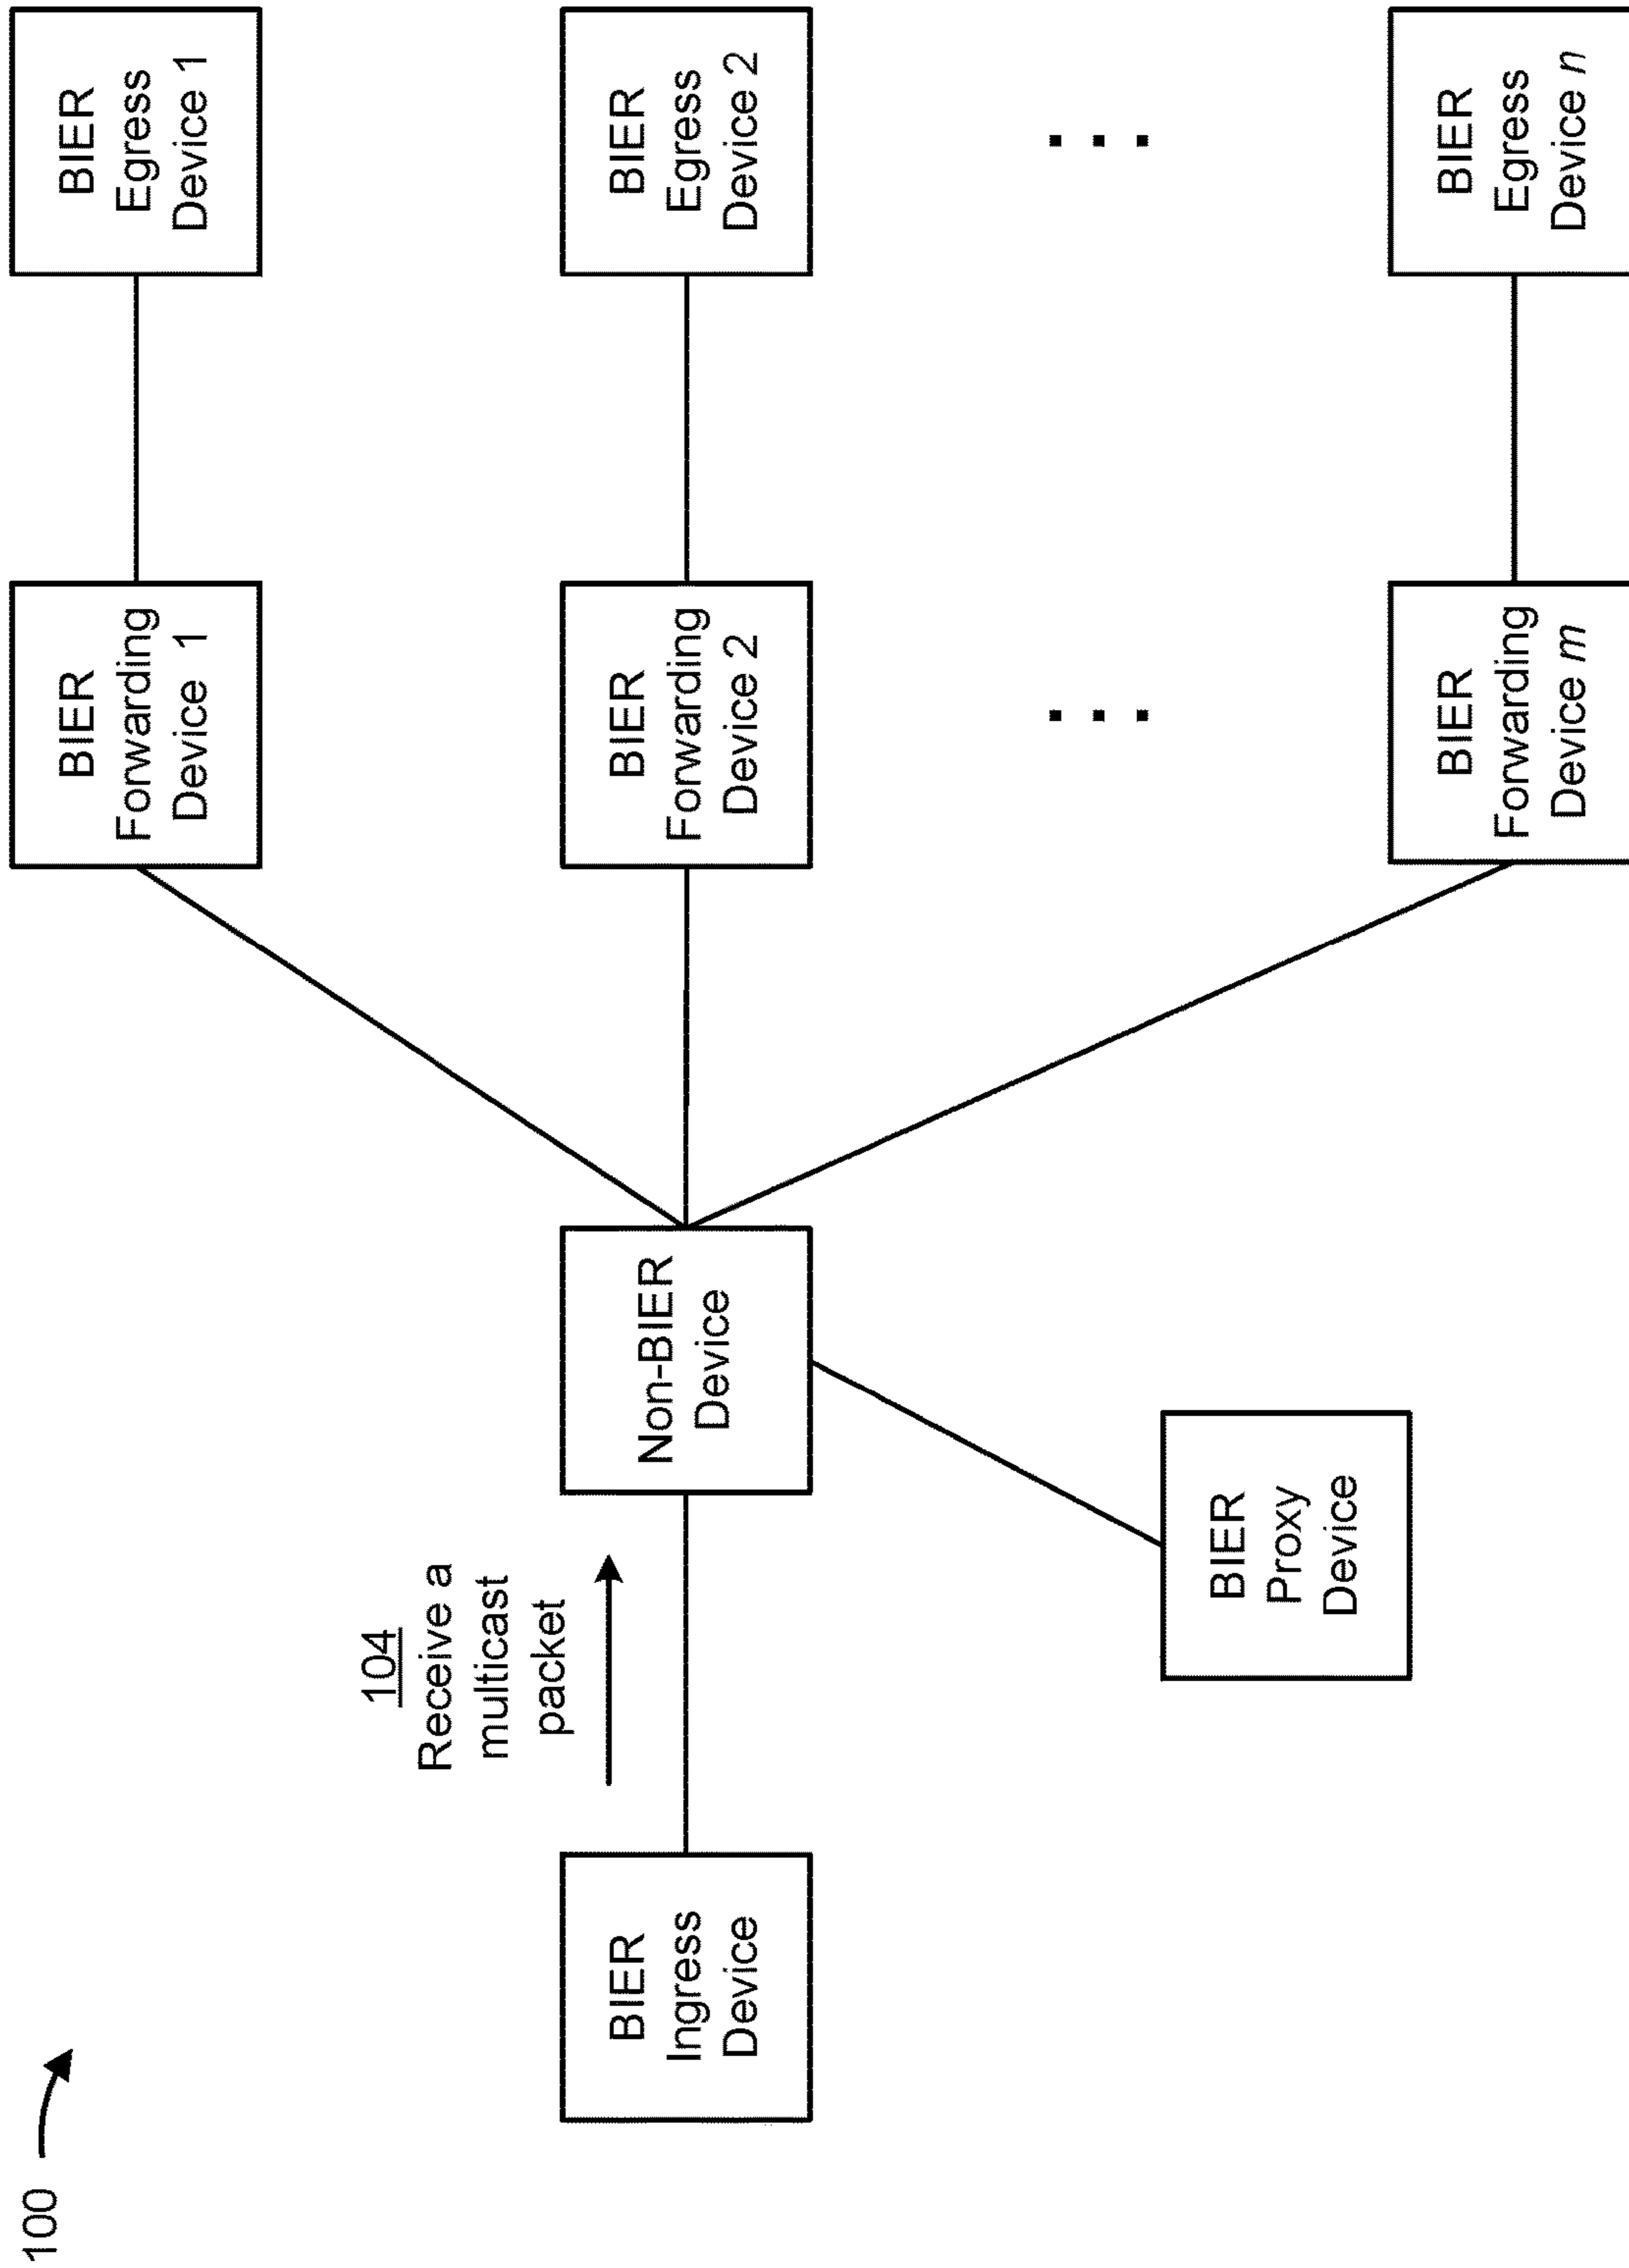 100
104
Receive a
multicast
packet
BIER
Ingress
Device
Non-BIER
Device
BIER
Proxy
Device
BIER
Forwarding
Device 1
BIER
Egress
Device 1
BIER
Forwarding
Device 2
BIER
Egress
Device 2
. . .
. . .
BIER
Forwarding
Device m
BIER
Egress
Device n